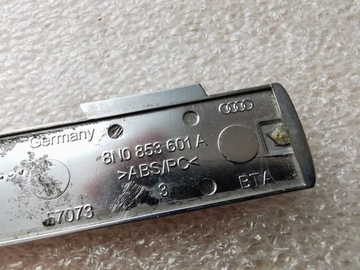 Germany
8N0 853 601 A
>ABS/PC<
3
BTA
57073